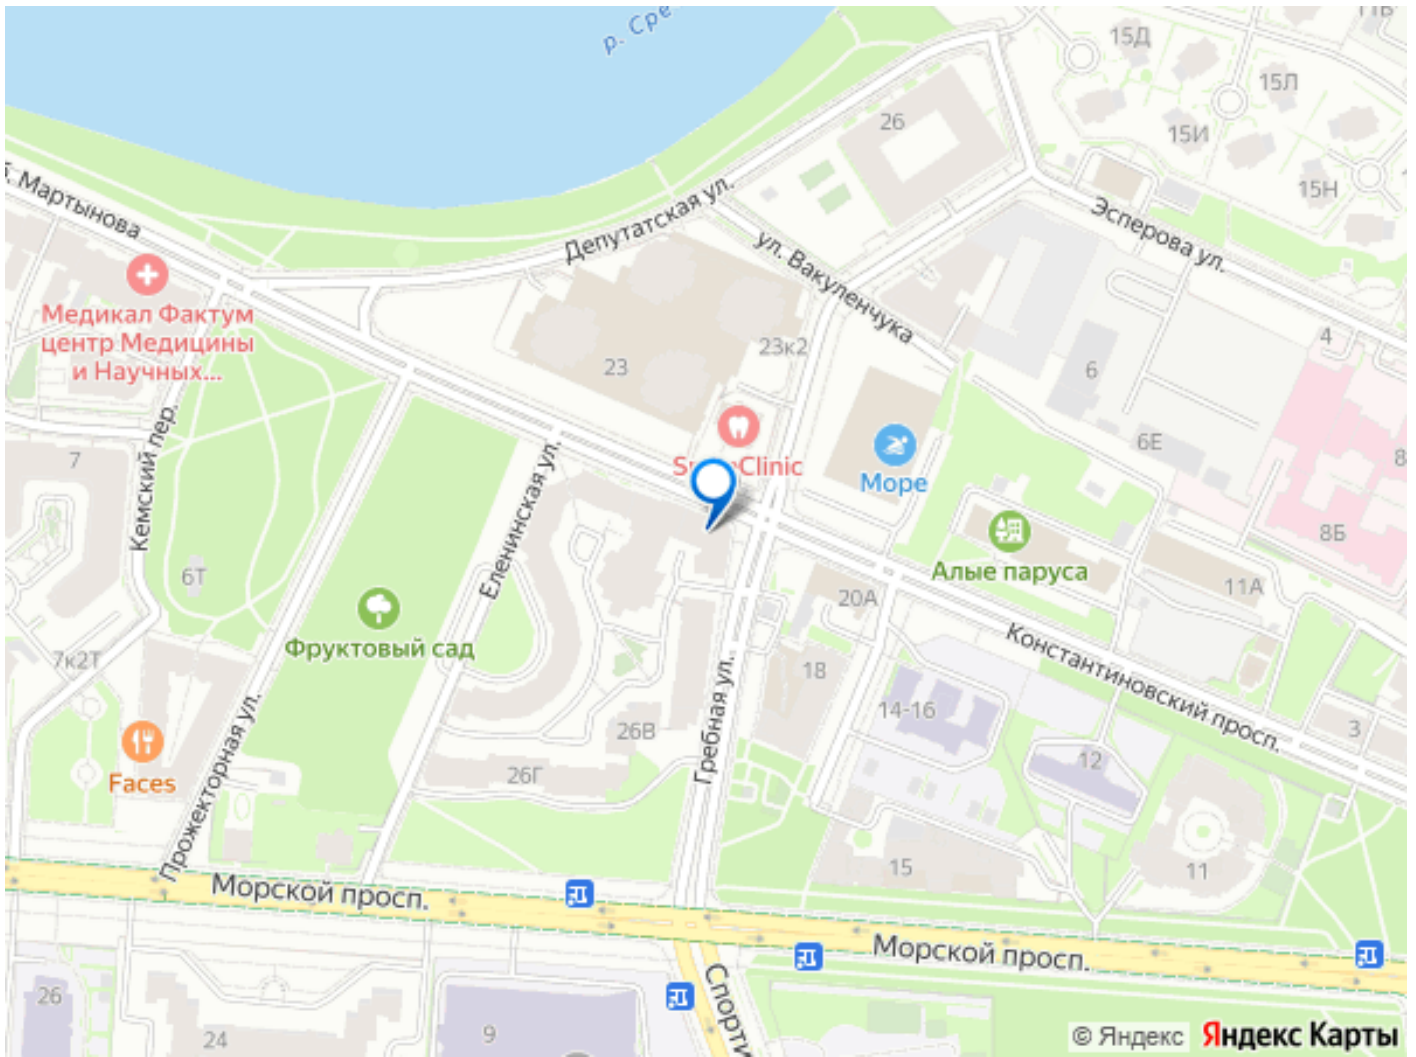 р. Сре
11В
15Д
15Л
26
15И
15Н
Мартынова
Депутатская ул.
Эсперова ул.
ул. Вакуленчука
Медикал Фактум
центр Медицины
и Научных...
23
23к2
4
6
6Е
7
Кемский пер.
Еленинская ул.
Clinic
Море
8
8Б
6Т
Алые паруса
11А
20А
Фруктовый сад
Константиновский просп.
7к2Т
18
14-16
26В
3
Faces
Прожекторная ул.
26Г
Гребная ул.
12
15
11
Морской просп.
Морской просп.
26
24
9
Спорти
© Яндекс Яндекс Карты